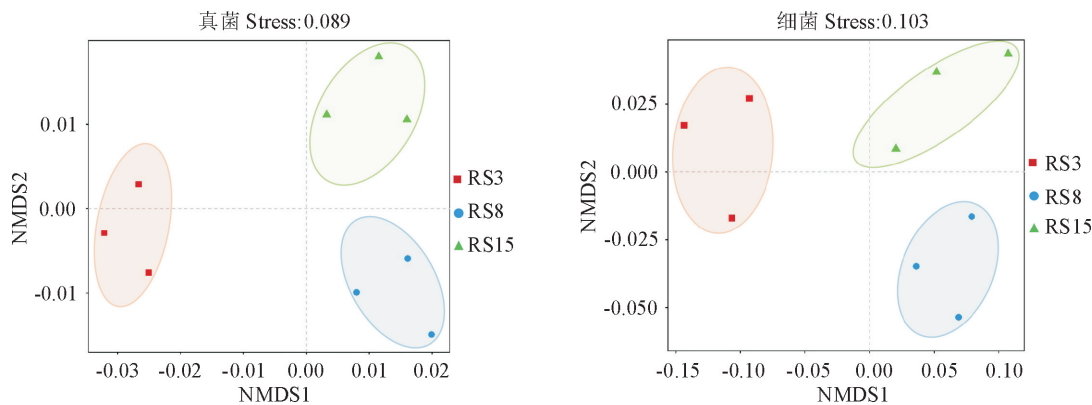 真菌 Stress:0.089
0.01
0.00
-0.01
NMDS2
-0.03
-0.02
-0.01
0.00
0.01
0.02
NMDS1
RS3
RS8
RS15
细菌 Stress:0.103
0.025
0.000
-0.025
-0.050
NMDS2
-0.15
-0.10
0.00
0.05
0.10
NMDS1
RS3
RS8
RS15